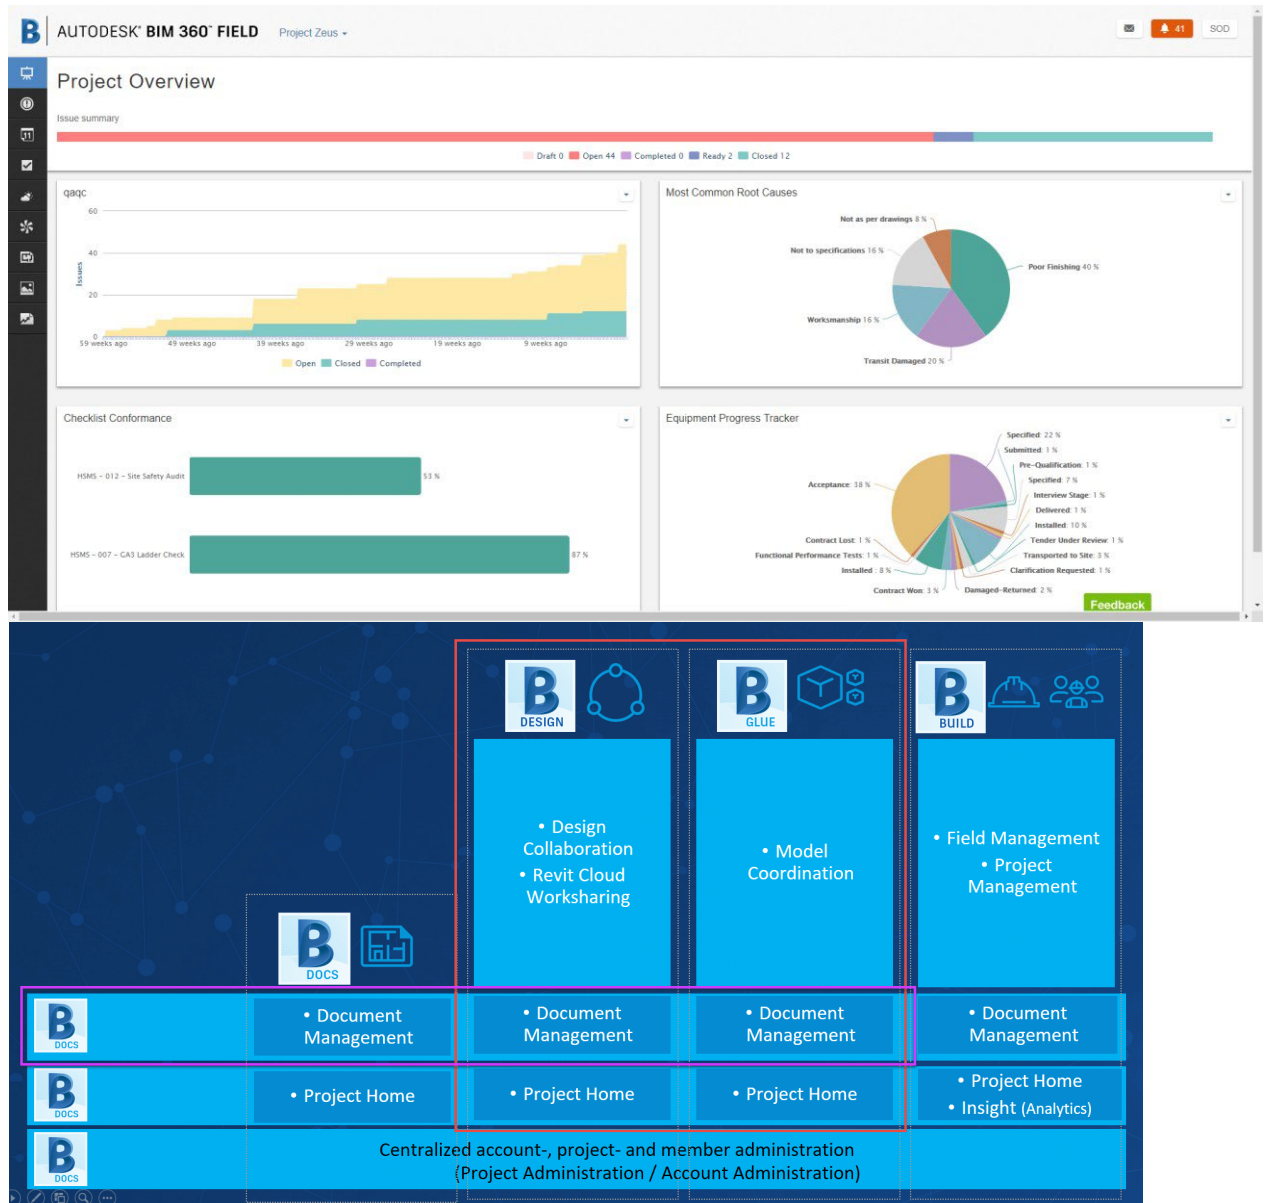 AUTODESK® BIM 360™ FIELD
Project Zeus
41
SOD
Project Overview
Issue summary
Draft 0 Open 44 Completed 0 Ready 2 Closed 12
11
qaqc
60
40
20
0
Issues
59 weeks ago 49 weeks ago 39 weeks ago 29 weeks ago 19 weeks ago 9 weeks ago
Open Closed Completed
Most Common Root Causes
Not as per drawings 8 %
Not to specifications 16 %
Poor Finishing 40 %
Worksmanship 16 %
Transit Damaged 20 %
Checklist Conformance
HSMS - 012 - Site Safety Audit 53 %
HSMS - 007 - GA3 Ladder Check 87 %
Equipment Progress Tracker
Specified: 22 %
Submitted: 1 %
Pre-Qualification: 1 %
Specified: 7 %
Acceptance: 38 %
Interview Stage: 1 %
Delivered: 1 %
Installed: 10 %
Contract Lost: 1 %
Tender Under Review: 1 %
Functional Performance Tests: 1 %
Transported to Site: 3 %
Installed : 8 %
Clarification Requested: 1 %
Contract Won: 3 %
Damaged-Returned: 2 %
Feedback
B DESIGN
B GLUE
B BUILD
• Design
Collaboration
• Revit Cloud
Worksharing
• Model
Coordination
• Field Management
• Project
Management
B DOCS
B DOCS
• Document
Management
• Document
Management
• Document
Management
• Document
Management
B DOCS
• Project Home
• Project Home
• Project Home
• Project Home
• Insight (Analytics)
B DOCS
Centralized account-, project- and member administration
(Project Administration / Account Administration)